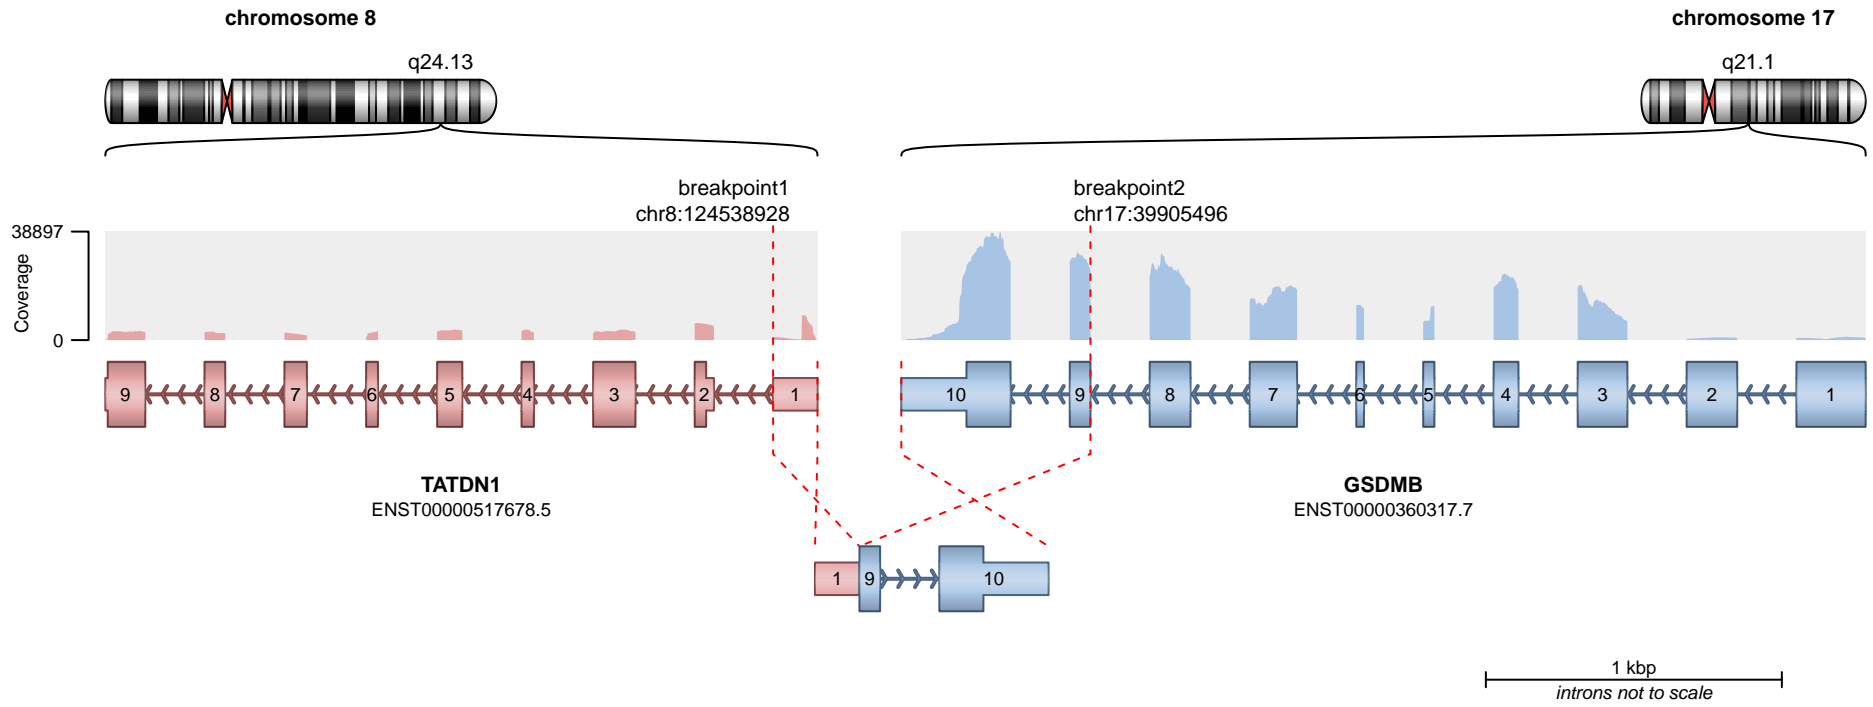 chromosome 8
chromosome 17
q24.13
q21.1
breakpoint1
chr8:124538928
breakpoint2
chr17:39905496
38897
Coverage
0
9 8 7 6 5 4 3 2 1
10 9 8 7 6 5 4 3 2 1
TATDN1
ENST00000517678.5
GSDMB
ENST00000360317.7
1 9 10
1 kbp
introns not to scale